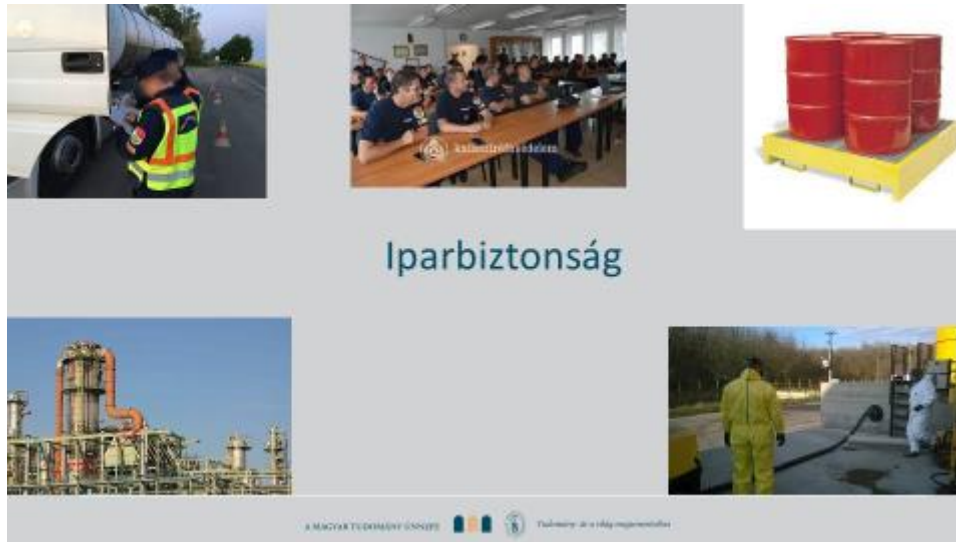 katasztrófavédelem
Iparbiztonság
A MAGYAR TUDOMÁNY ÜNNEPE
Tudomány: út a világ megismeréséhez